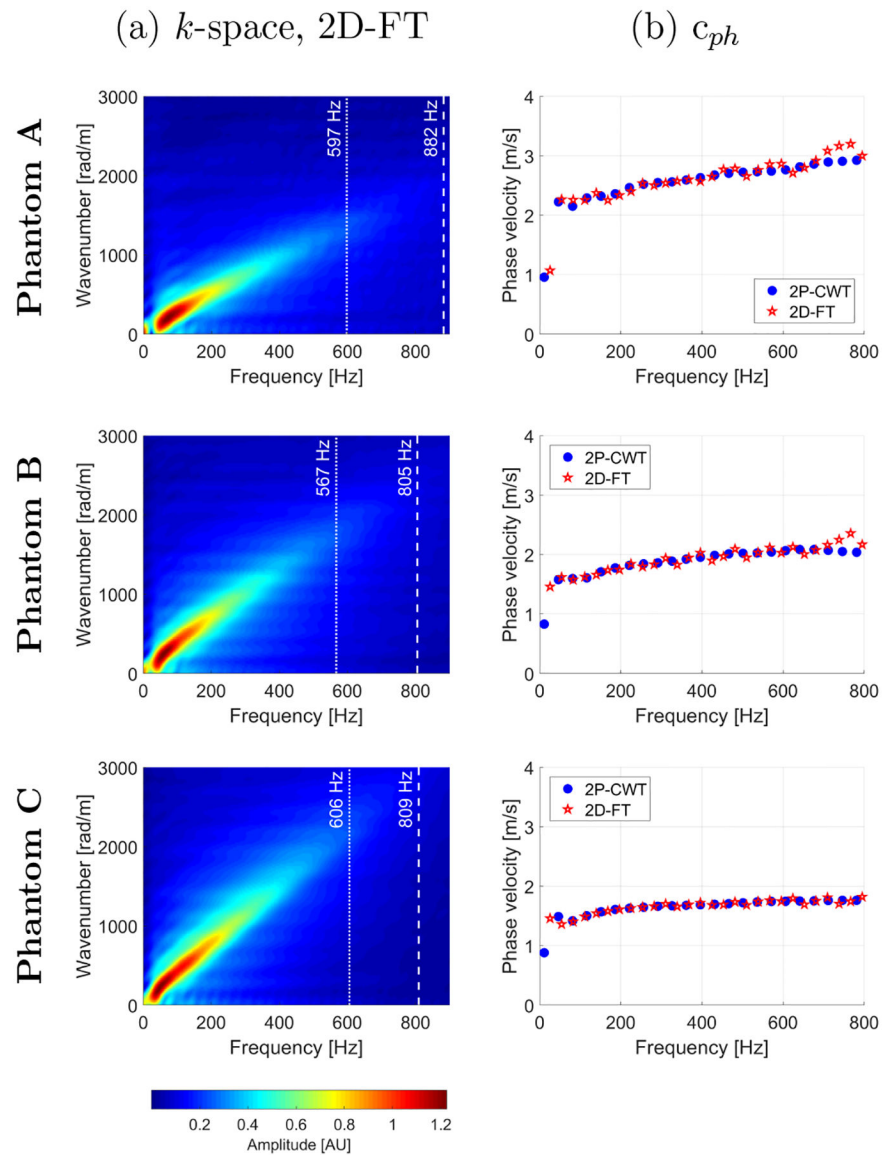 (a) k-space, 2D-FT
(b) c_ph
Phantom A
3000
2000
1000
0
Wavenumber [rad/m]
597 Hz
882 Hz
0 200 400 600 800
Frequency [Hz]
4
3
2
1
0
Phase velocity [m/s]
2P-CWT
2D-FT
0 200 400 600 800
Frequency [Hz]
Phantom B
3000
2000
1000
0
Wavenumber [rad/m]
567 Hz
805 Hz
0 200 400 600 800
Frequency [Hz]
4
3
2
1
0
Phase velocity [m/s]
2P-CWT
2D-FT
0 200 400 600 800
Frequency [Hz]
Phantom C
3000
2000
1000
0
Wavenumber [rad/m]
606 Hz
809 Hz
0 200 400 600 800
Frequency [Hz]
4
3
2
1
0
Phase velocity [m/s]
2P-CWT
2D-FT
0 200 400 600 800
Frequency [Hz]
0.2 0.4 0.6 0.8 1 1.2
Amplitude [AU]